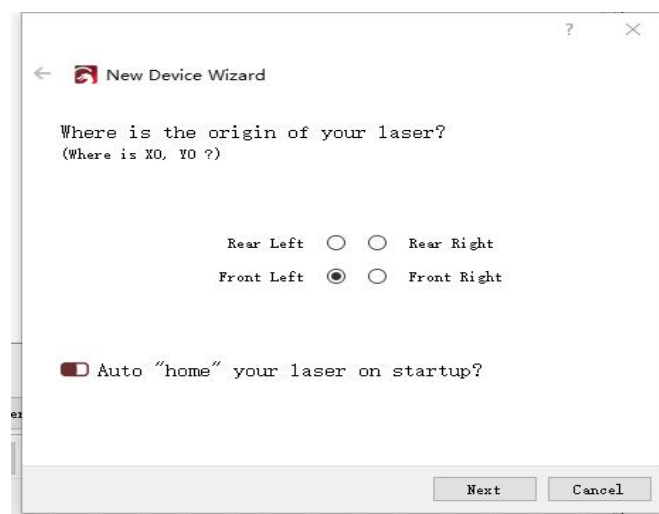 ?
New Device Wizard
Where is the origin of your laser?
(Where is X0, Y0 ?)
Rear Left Rear Right
Front Left Front Right
Auto "home" your laser on startup?
er
Next Cancel